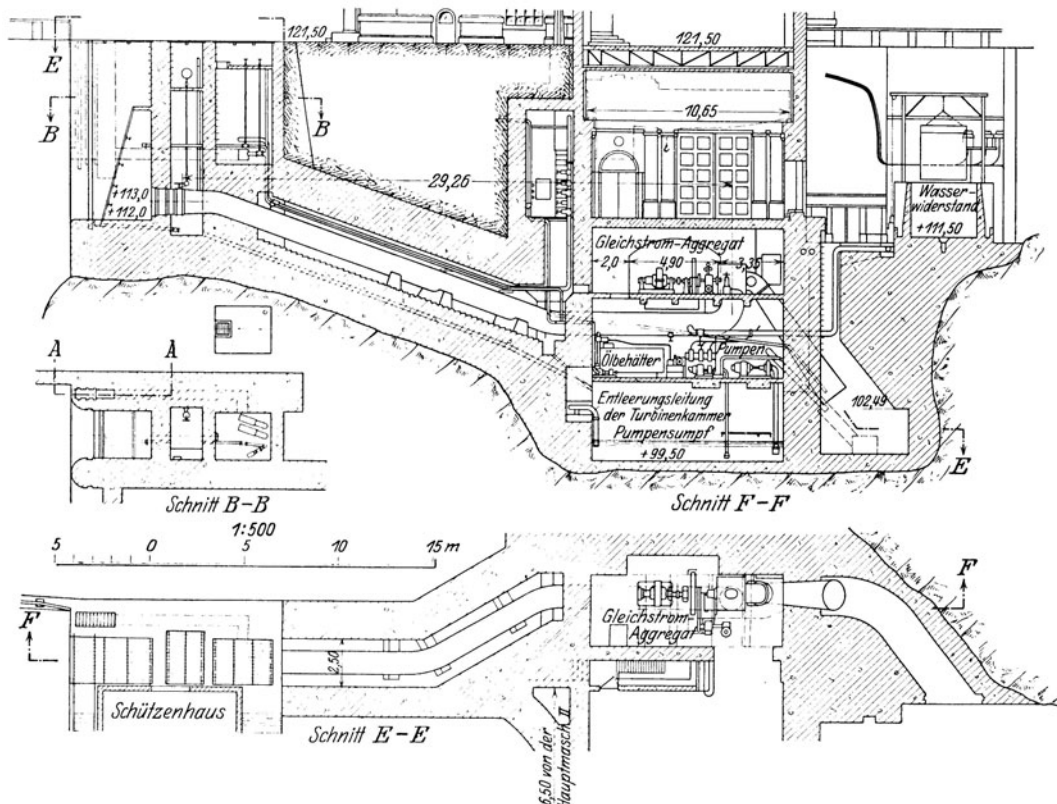 121,50
121,50
E
10,65
B
B
29,26
i
+113,0
+112,0
Wasser-
widerstand
+111,50
Gleichstrom-Aggregat
2,0
4,90
3,35
A
A
Ölbehälter
Pumpen
Entleerungsleitung
der Turbinenkammer
Pumpensumpf
+99,50
102,49
E
Schnitt B-B
Schnitt F-F
1:500
5
0
5
10
15 m
F
F
Gleichstrom-
Aggregat
2,50
Schützenhaus
Schnitt E-E
6,50 von der
Hauptmasch II